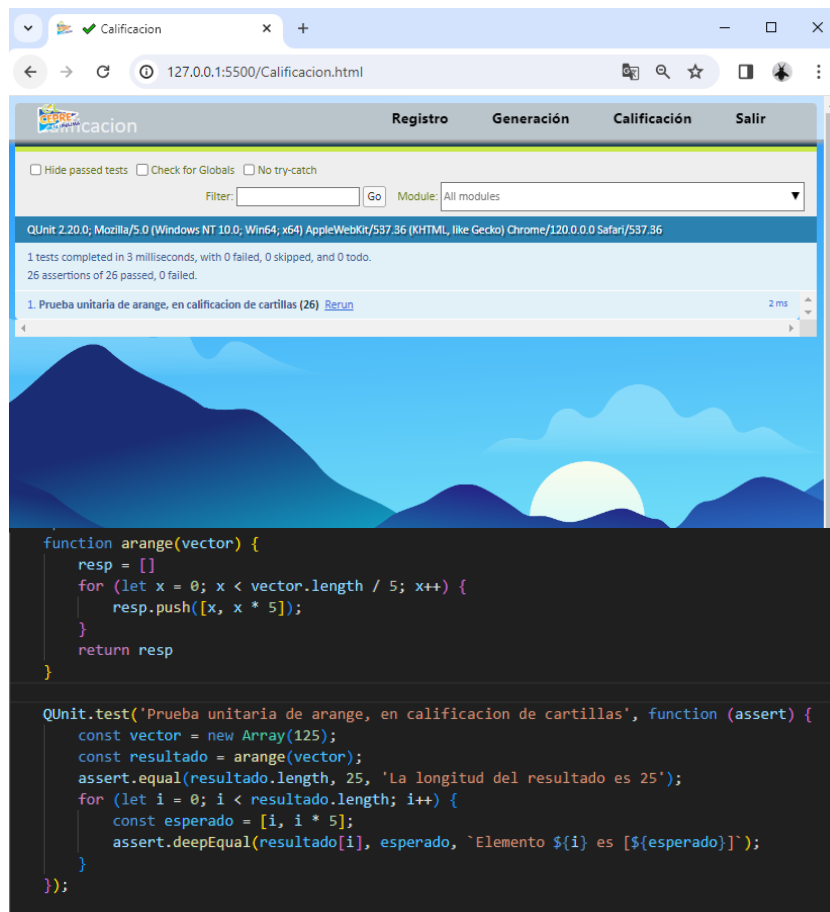 Calificacion
127.0.0.1:5500/Calificacion.html
CEPRE
Calificacion Registro Generación Calificación Salir
Hide passed tests Check for Globals No try-catch
Filter: Go Module: All modules
QUnit 2.20.0; Mozilla/5.0 (Windows NT 10.0; Win64; x64) AppleWebKit/537.36 (KHTML, like Gecko) Chrome/120.0.0.0 Safari/537.36
1 tests completed in 3 milliseconds, with 0 failed, 0 skipped, and 0 todo.
26 assertions of 26 passed, 0 failed.
1. Prueba unitaria de arange, en calificacion de cartillas (26) Rerun 2 ms
function arange(vector) {
resp = []
for (let x = 0; x < vector.length / 5; x++) {
resp.push([x, x * 5]);
}
return resp
}
QUnit.test('Prueba unitaria de arange, en calificacion de cartillas', function (assert) {
const vector = new Array(125);
const resultado = arange(vector);
assert.equal(resultado.length, 25, 'La longitud del resultado es 25');
for (let i = 0; i < resultado.length; i++) {
const esperado = [i, i * 5];
assert.deepEqual(resultado[i], esperado, `Elemento ${i} es [${esperado}]`);
}
});